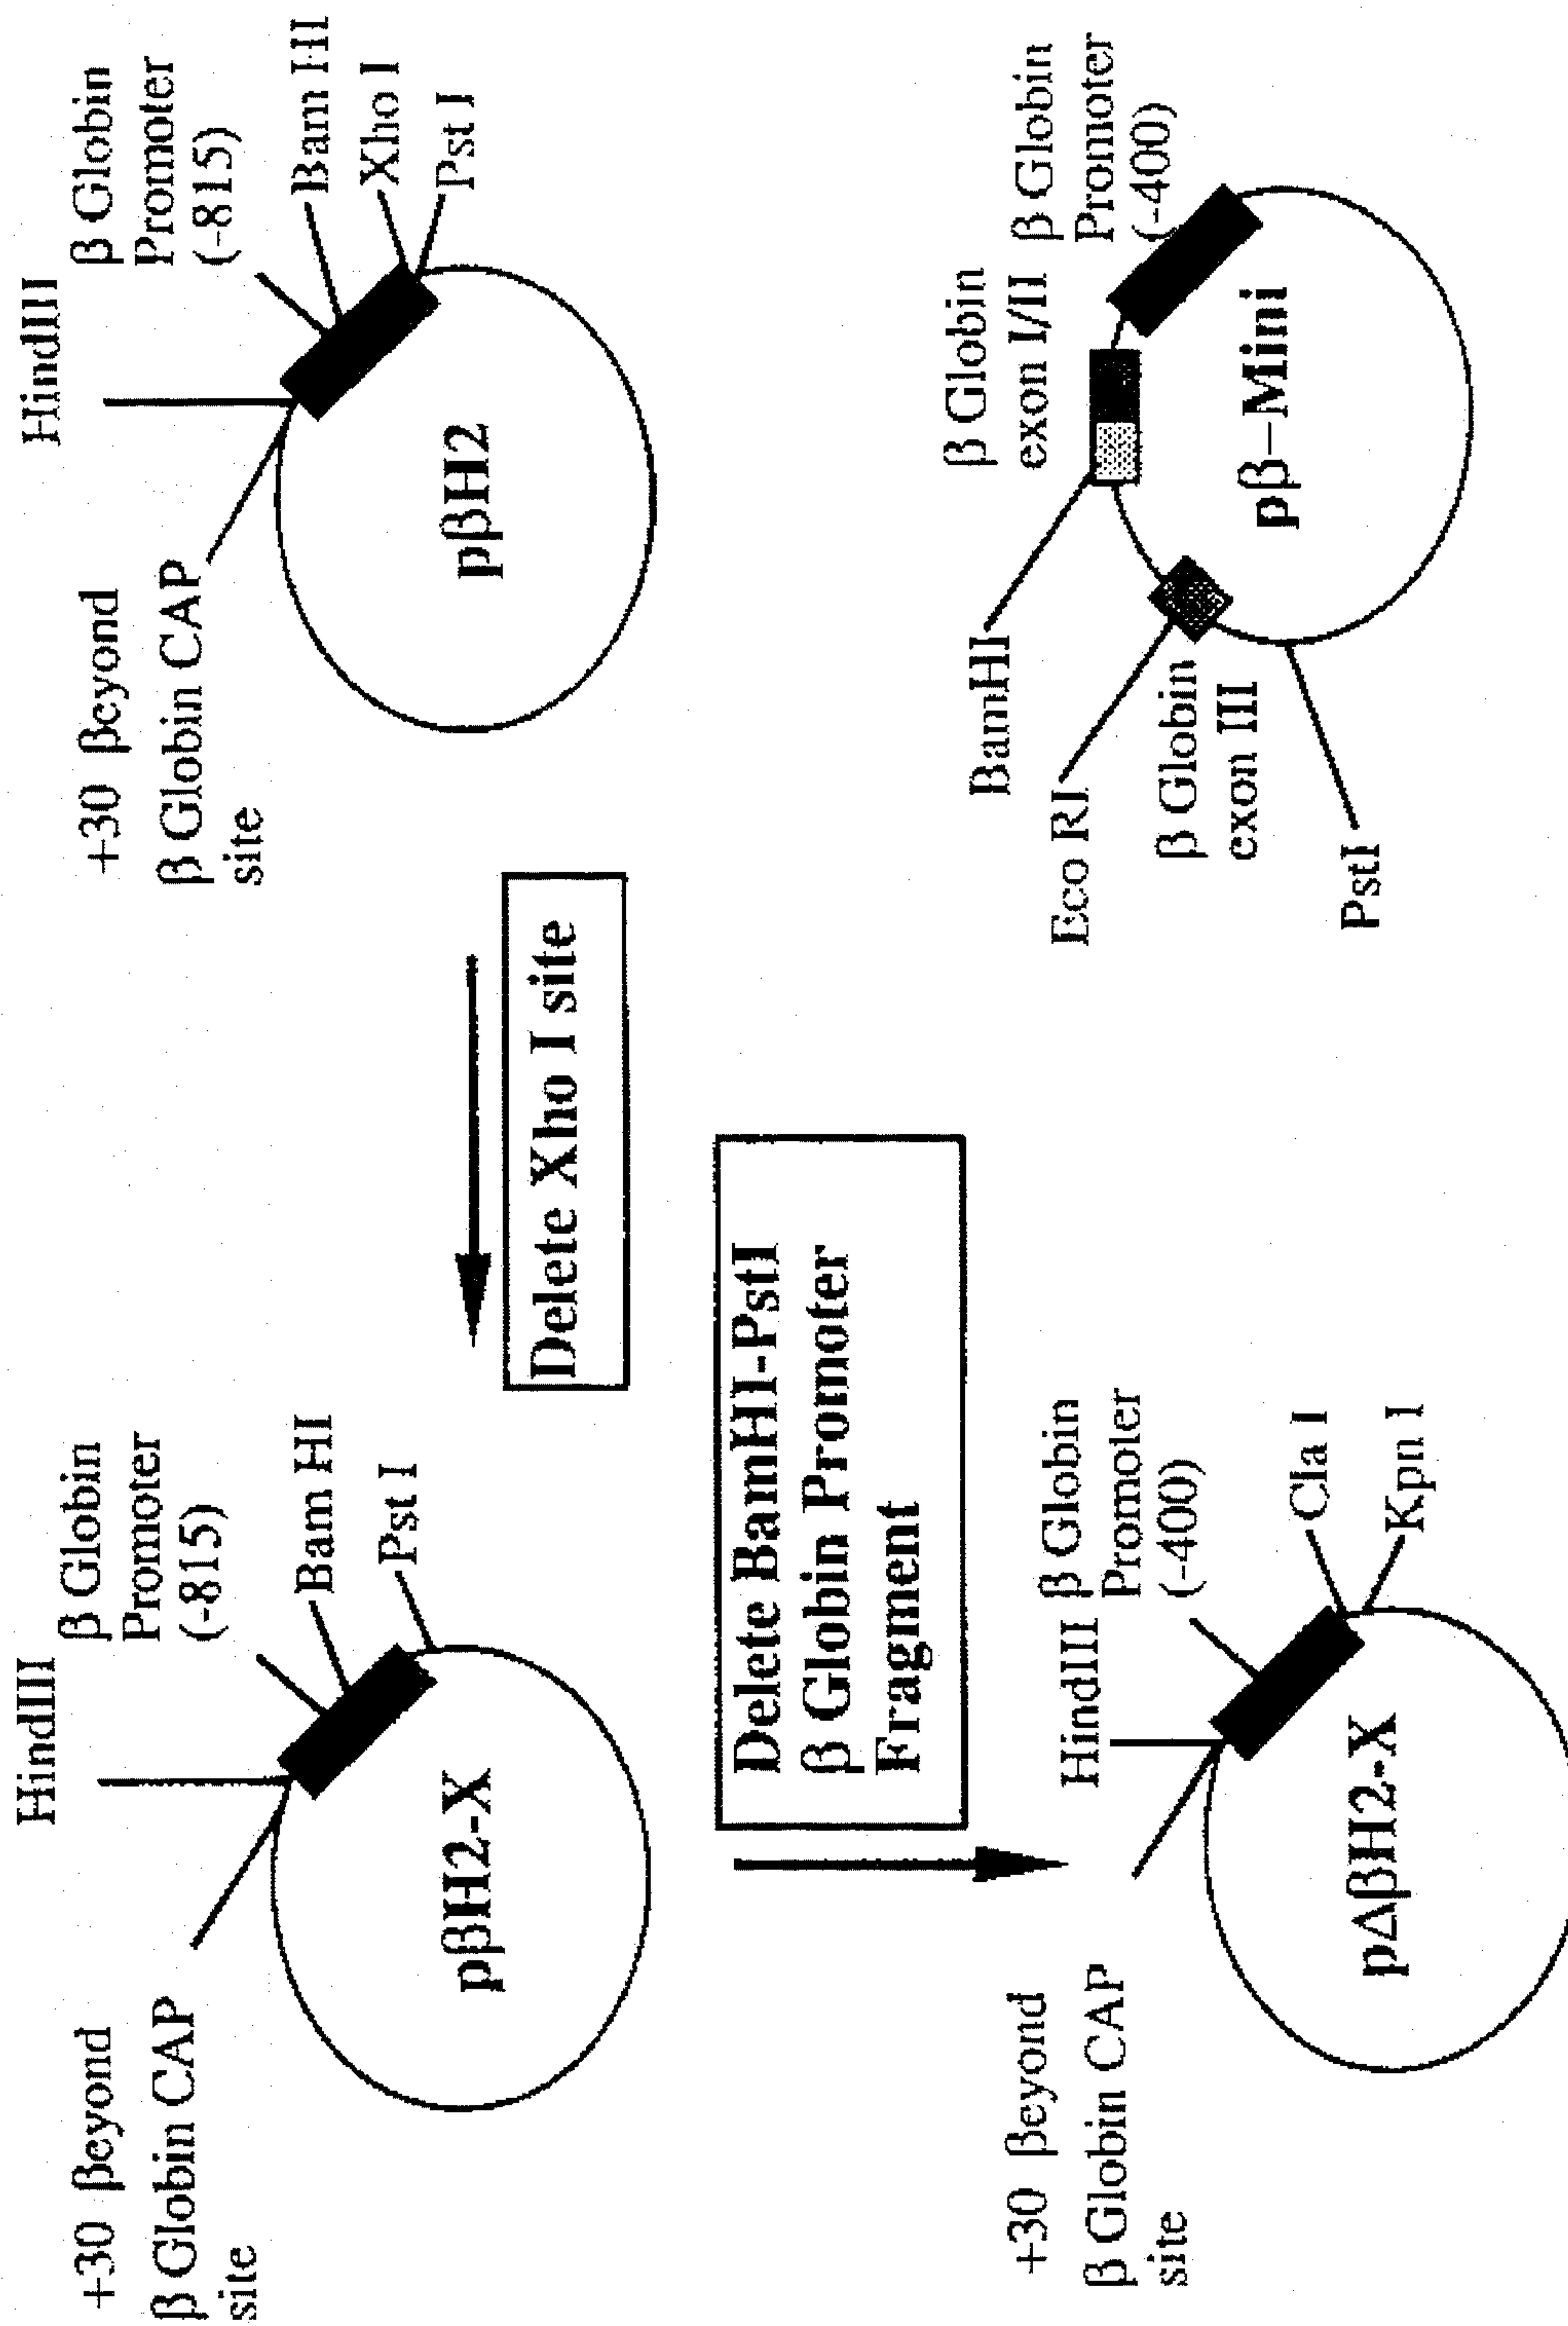 HindIII
β Globin
Promoter
(-815)
Bam HI
Pst I
+30 βeyond
β Globin CAP
site
pβH2-X
Delete Xho I site
HindIII
β Globin
Promoter
(-815)
Bam HI
Xho I
Pst I
+30 βeyond
β Globin CAP
site
pβH2
Delete BamHI-PstI
β Globin Promoter
Fragment
HindIII
β Globin
Promoter
(-400)
Cla I
Kpn I
+30 βeyond
β Globin CAP
site
pΔβH2-X
β Globin
exon I/II
β Globin
Promoter
(-400)
BamHI
Eco RI
β Globin
exon III
PstI
pβ–Mini